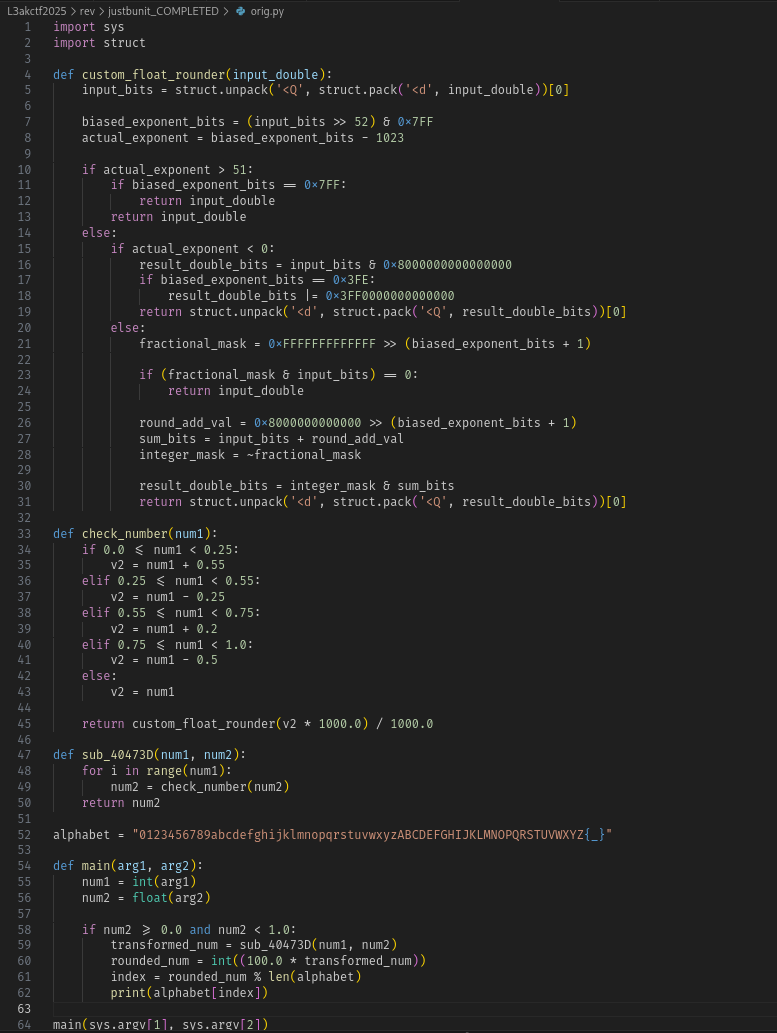 L3akctf2025 > rev > justbunit_COMPLETED > orig.py
1 import sys
2 import struct
3
4 def custom_float_rounder(input_double):
5     input_bits = struct.unpack('<Q', struct.pack('<d', input_double))[0]
6
7     biased_exponent_bits = (input_bits >> 52) & 0x7FF
8     actual_exponent = biased_exponent_bits - 1023
9
10     if actual_exponent > 51:
11         if biased_exponent_bits == 0x7FF:
12             return input_double
13         return input_double
14     else:
15         if actual_exponent < 0:
16             result_double_bits = input_bits & 0x8000000000000000
17             if biased_exponent_bits == 0x3FE:
18                 result_double_bits |= 0x3FF0000000000000
19             return struct.unpack('<d', struct.pack('<Q', result_double_bits))[0]
20         else:
21             fractional_mask = 0xFFFFFFFFFFFFF >> (biased_exponent_bits + 1)
22
23             if (fractional_mask & input_bits) == 0:
24                 return input_double
25
26             round_add_val = 0x8000000000000 >> (biased_exponent_bits + 1)
27             sum_bits = input_bits + round_add_val
28             integer_mask = ~fractional_mask
29
30             result_double_bits = integer_mask & sum_bits
31             return struct.unpack('<d', struct.pack('<Q', result_double_bits))[0]
32
33 def check_number(num1):
34     if 0.0 <= num1 < 0.25:
35         v2 = num1 + 0.55
36     elif 0.25 <= num1 < 0.55:
37         v2 = num1 - 0.25
38     elif 0.55 <= num1 < 0.75:
39         v2 = num1 + 0.2
40     elif 0.75 <= num1 < 1.0:
41         v2 = num1 - 0.5
42     else:
43         v2 = num1
44
45     return custom_float_rounder(v2 * 1000.0) / 1000.0
46
47 def sub_40473D(num1, num2):
48     for i in range(num1):
49         num2 = check_number(num2)
50     return num2
51
52 alphabet = "0123456789abcdefghijklmnopqrstuvwxyzABCDEFGHIJKLMNOPQRSTUVWXYZ{_}"
53
54 def main(arg1, arg2):
55     num1 = int(arg1)
56     num2 = float(arg2)
57
58     if num2 >= 0.0 and num2 < 1.0:
59         transformed_num = sub_40473D(num1, num2)
60         rounded_num = int((100.0 * transformed_num))
61         index = rounded_num % len(alphabet)
62         print(alphabet[index])
63
64 main(sys.argv[1], sys.argv[2])